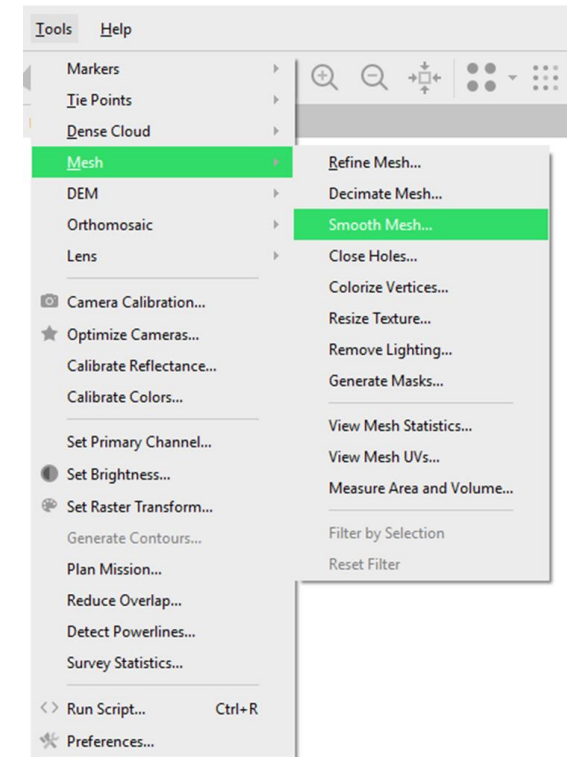 Tools Help
Markers
Tie Points
Dense Cloud
Mesh
DEM
Orthomosaic
Lens
Camera Calibration...
Optimize Cameras...
Calibrate Reflectance...
Calibrate Colors...
Set Primary Channel...
Set Brightness...
Set Raster Transform...
Generate Contours...
Plan Mission...
Reduce Overlap...
Detect Powerlines...
Survey Statistics...
Run Script... Ctrl+R
Preferences...
Refine Mesh...
Decimate Mesh...
Smooth Mesh...
Close Holes...
Colorize Vertices...
Resize Texture...
Remove Lighting...
Generate Masks...
View Mesh Statistics...
View Mesh UVs...
Measure Area and Volume...
Filter by Selection
Reset Filter